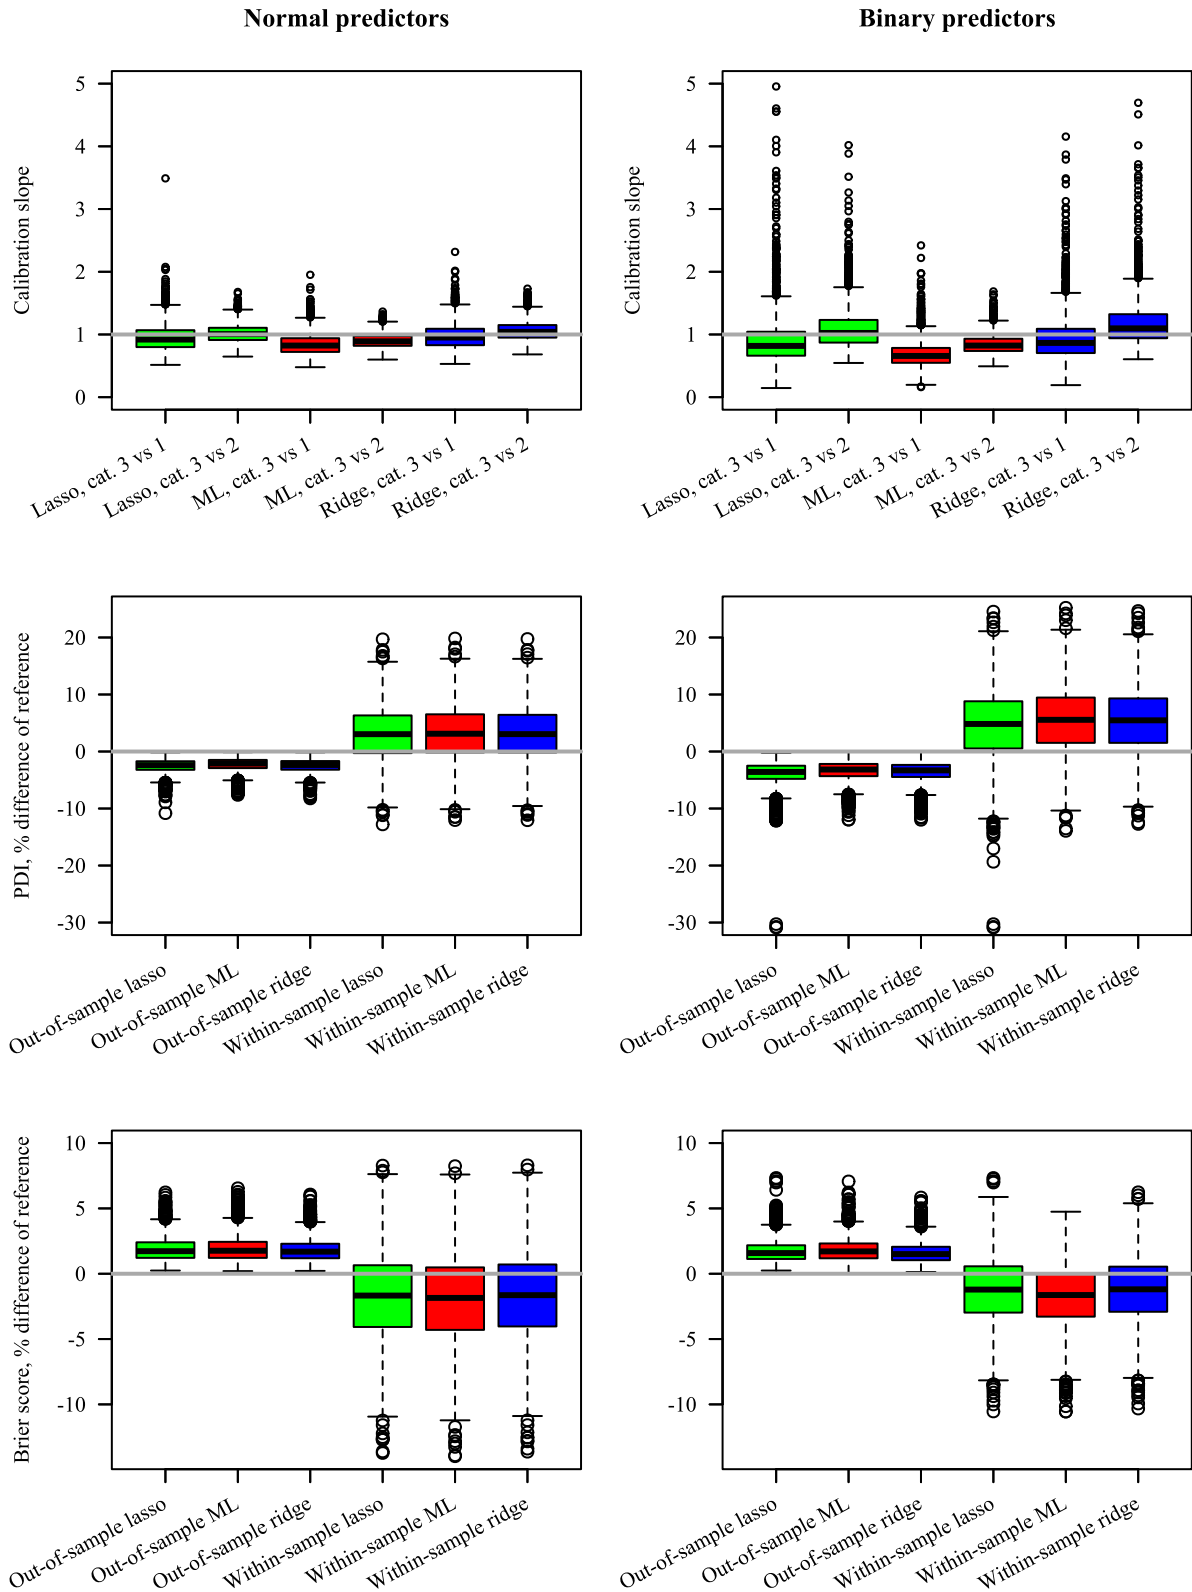 Normal predictors
Binary predictors
Calibration slope
5
4
3
2
1
0
Lasso, cat. 3 vs 1
Lasso, cat. 3 vs 2
ML, cat. 3 vs 1
ML, cat. 3 vs 2
Ridge, cat. 3 vs 1
Ridge, cat. 3 vs 2
Calibration slope
5
4
3
2
1
0
Lasso, cat. 3 vs 1
Lasso, cat. 3 vs 2
ML, cat. 3 vs 1
ML, cat. 3 vs 2
Ridge, cat. 3 vs 1
Ridge, cat. 3 vs 2
PDI, % difference of reference
20
10
0
-10
-20
-30
Out-of-sample lasso
Out-of-sample ML
Out-of-sample ridge
Within-sample lasso
Within-sample ML
Within-sample ridge
20
10
0
-10
-20
-30
Out-of-sample lasso
Out-of-sample ML
Out-of-sample ridge
Within-sample lasso
Within-sample ML
Within-sample ridge
Brier score, % difference of reference
10
5
0
-5
-10
Out-of-sample lasso
Out-of-sample ML
Out-of-sample ridge
Within-sample lasso
Within-sample ML
Within-sample ridge
10
5
0
-5
-10
Out-of-sample lasso
Out-of-sample ML
Out-of-sample ridge
Within-sample lasso
Within-sample ML
Within-sample ridge